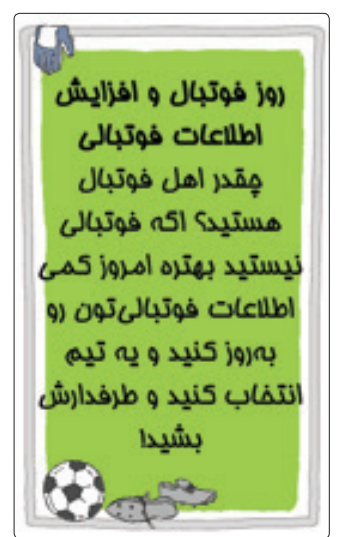 روز فوتبال و افزایش
اطلاعات فوتبالی
چقدر اهل فوتبال
هستید؟ اگه فوتبالی
نیستید بهتره امروز کمی
اطلاعات فوتبالی‌تون رو
به‌روز کنید و یه تیم
انتخاب کنید و طرفدارش
بشید!